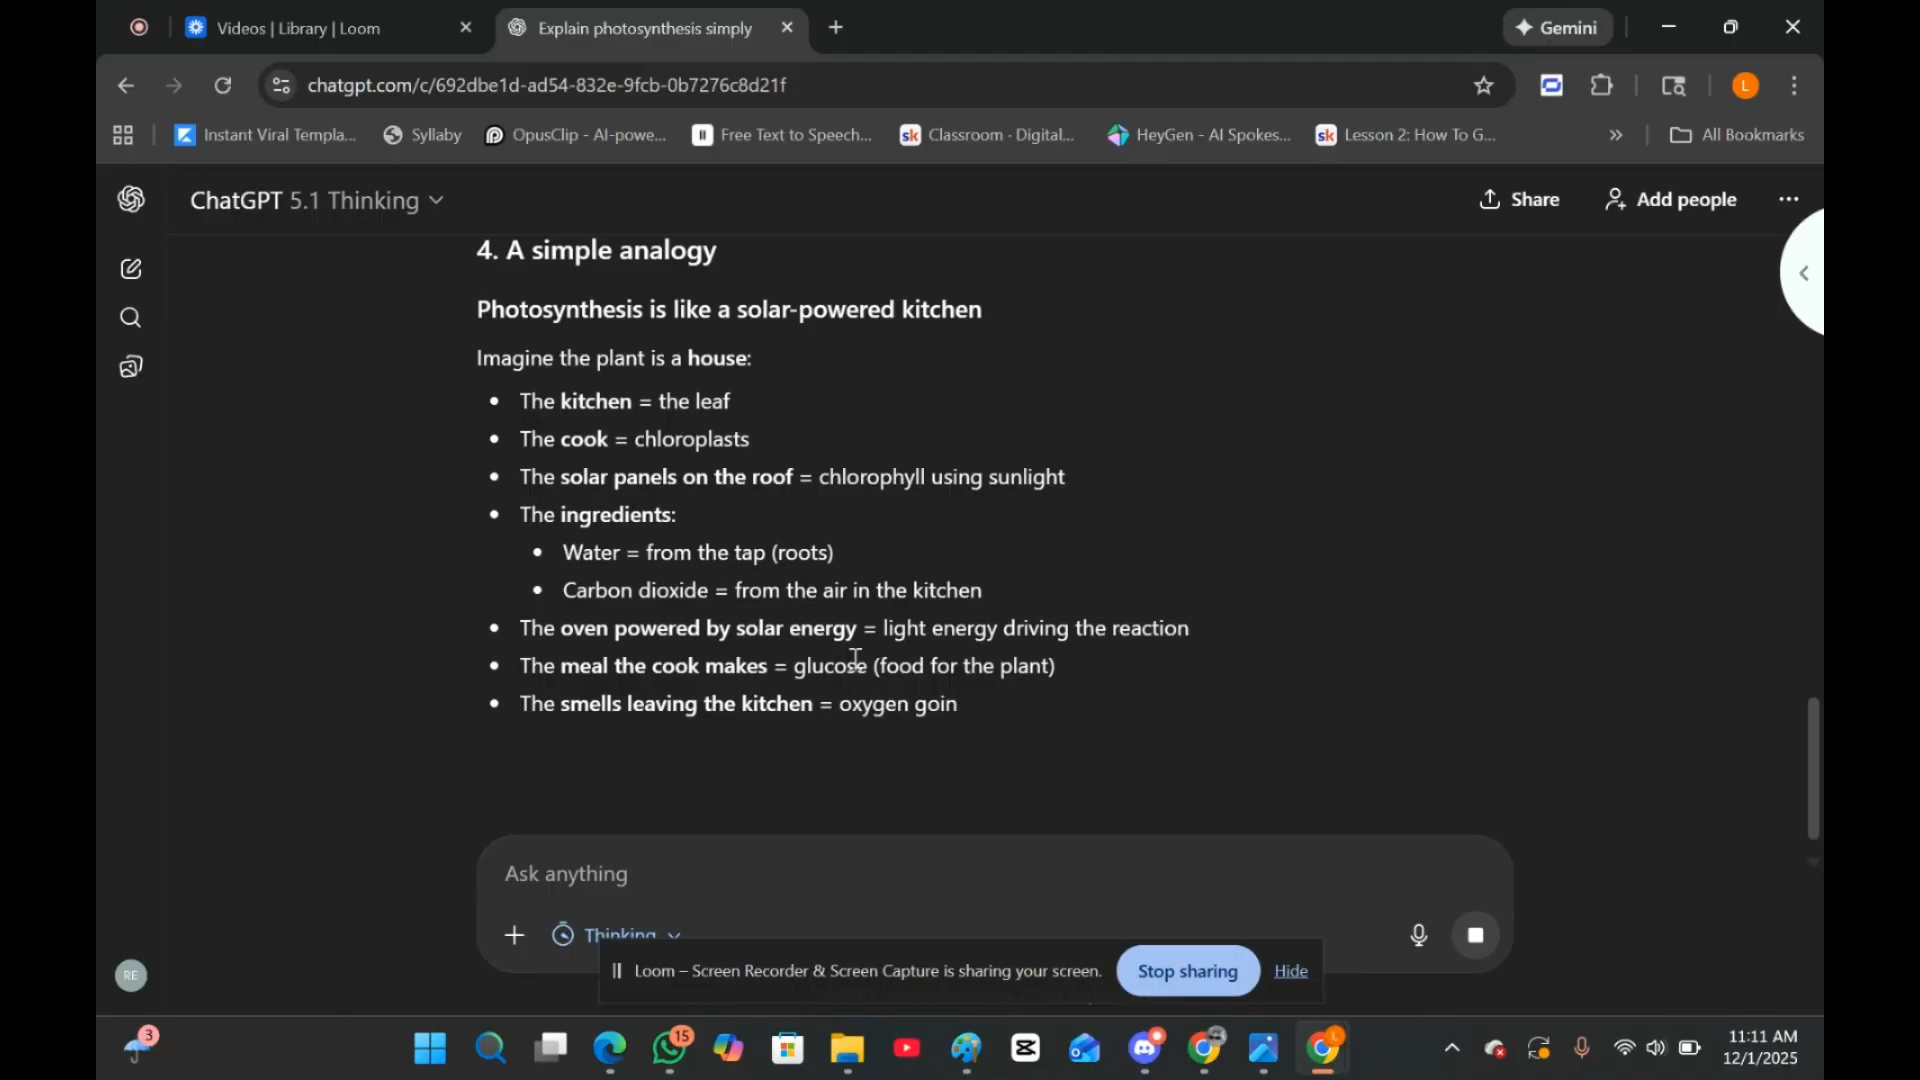 Videos | Library | Loom
Explain photosynthesis simply
Gemini
chatgpt.com/c/692dbe1d-ad54-832e-9fcb-0b7276c8d21f
L
Instant Viral Templa...
Syllaby
OpusClip - AI-powe...
Free Text to Speech...
sk Classroom - Digital...
HeyGen - AI Spokes...
sk Lesson 2: How To G...
All Bookmarks
ChatGPT 5.1 Thinking
Share
Add people
4. A simple analogy
Photosynthesis is like a solar-powered kitchen
Imagine the plant is a house:
The kitchen = the leaf
The cook = chloroplasts
The solar panels on the roof = chlorophyll using sunlight
The ingredients:
Water = from the tap (roots)
Carbon dioxide = from the air in the kitchen
The oven powered by solar energy = light energy driving the reaction
The meal the cook makes = glucose (food for the plant)
The smells leaving the kitchen = oxygen goin
Ask anything
Thinking
Loom – Screen Recorder & Screen Capture is sharing your screen.
Stop sharing
Hide
RE
3
15
L
11:11 AM
12/1/2025